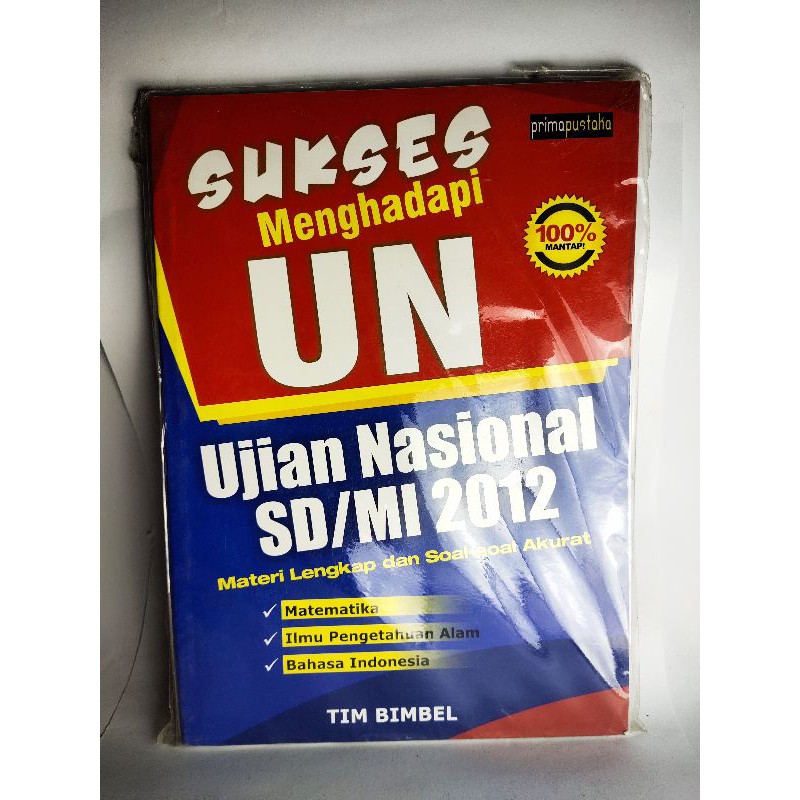 primapustaka
SUKSES
Menghadapi
UN
100%
MANTAP!
Ujian Nasional
SD/MI 2012
Materi Lengkap dan Soal-soal Akurat
✓ Matematika
✓ Ilmu Pengetahuan Alam
✓ Bahasa Indonesia
TIM BIMBEL